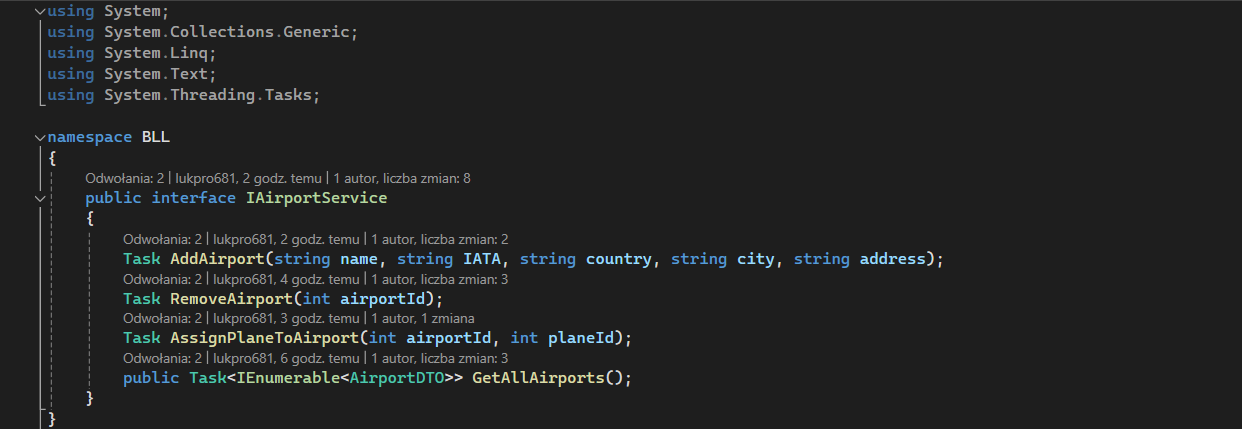 using System;
using System.Collections.Generic;
using System.Linq;
using System.Text;
using System.Threading.Tasks;
namespace BLL
{
Odwołania: 2 | lukpro681, 2 godz. temu | 1 autor, liczba zmian: 8
public interface IAirportService
{
Odwołania: 2 | lukpro681, 2 godz. temu | 1 autor, liczba zmian: 2
Task AddAirport(string name, string IATA, string country, string city, string address);
Odwołania: 2 | lukpro681, 4 godz. temu | 1 autor, liczba zmian: 3
Task RemoveAirport(int airportId);
Odwołania: 2 | lukpro681, 3 godz. temu | 1 autor, 1 zmiana
Task AssignPlaneToAirport(int airportId, int planeId);
Odwołania: 2 | lukpro681, 6 godz. temu | 1 autor, liczba zmian: 3
public Task<IEnumerable<AirportDTO>> GetAllAirports();
}
}